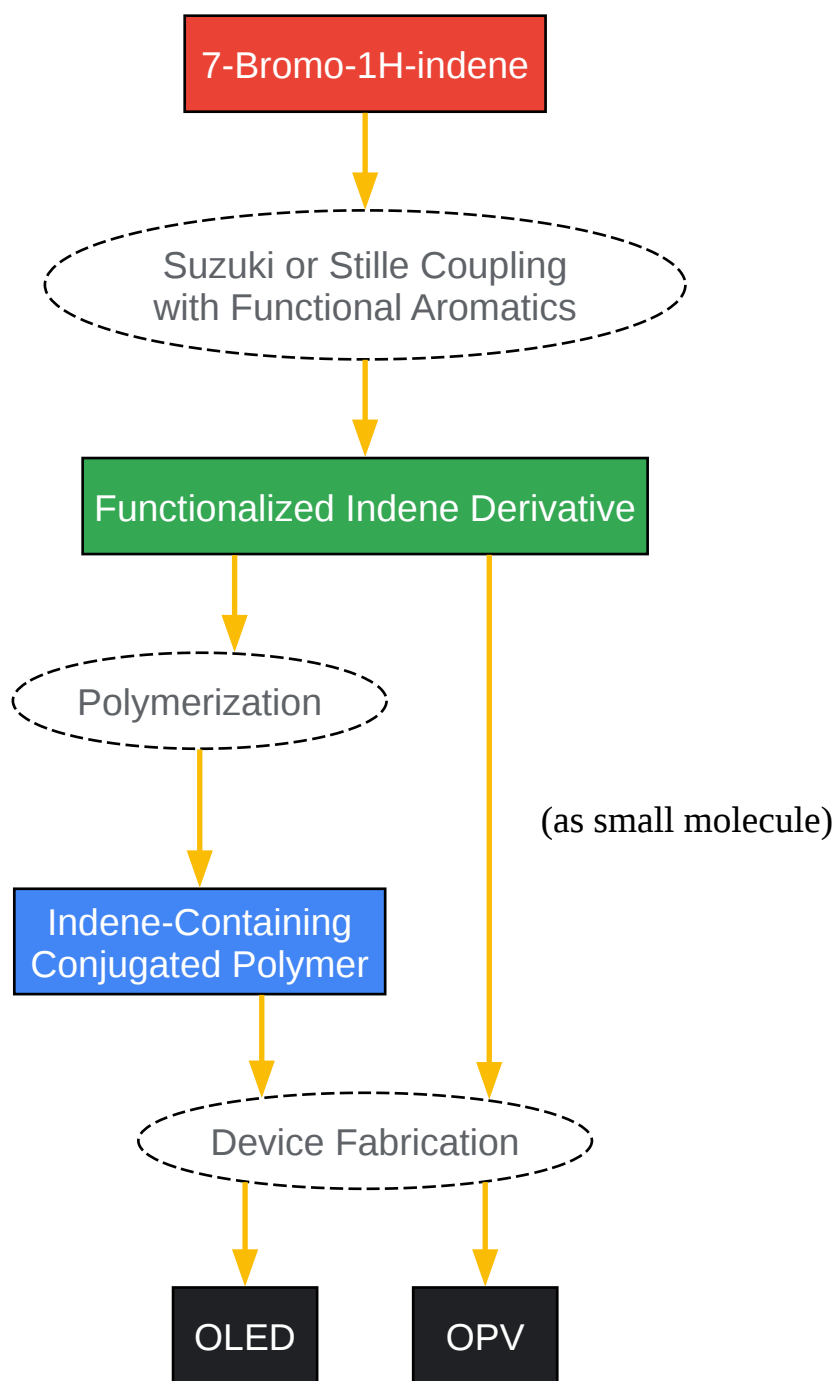 7-Bromo-1H-indene
Suzuki or Stille Coupling
with Functional Aromatics
Functionalized Indene Derivative
Polymerization
(as small molecule)
Indene-Containing
Conjugated Polymer
Device Fabrication
OLED
OPV